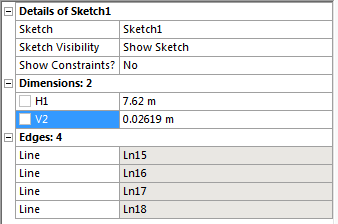 Details of Sketch1
Sketch Sketch1
Sketch Visibility Show Sketch
Show Constraints? No
Dimensions: 2
H1 7.62 m
V2 0.02619 m
Edges: 4
Line Ln15
Line Ln16
Line Ln17
Line Ln18